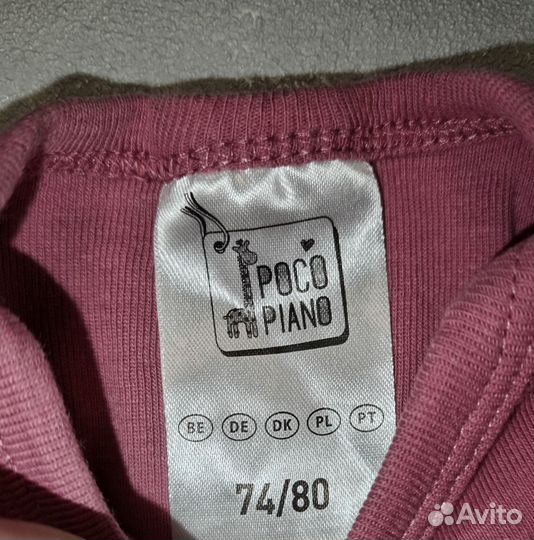 POCO
PIANO
BE DE DK PL PT
74/80
Avito